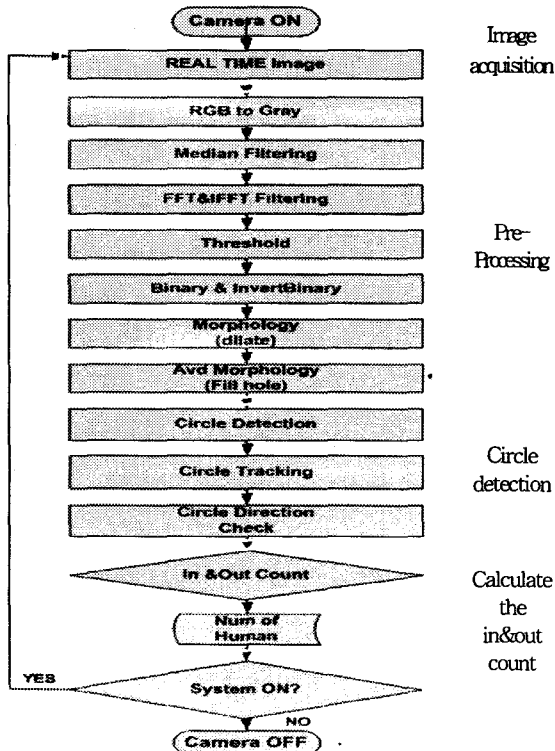 Camera ON
Image
acquisition
REAL TIME Image
RGB to Gray
Median Filtering
FFT&IFFT Filtering
Pre-
Processing
Threshold
Binary & InvertBinary
Morphology
(dilate)
Avd Morphology
(Fill hole)
Circle Detection
Circle Tracking
Circle
detection
Circle Direction
Check
In &Out Count
Calculate
the
in&out
count
Num of
Human
YES
System ON?
NO
Camera OFF